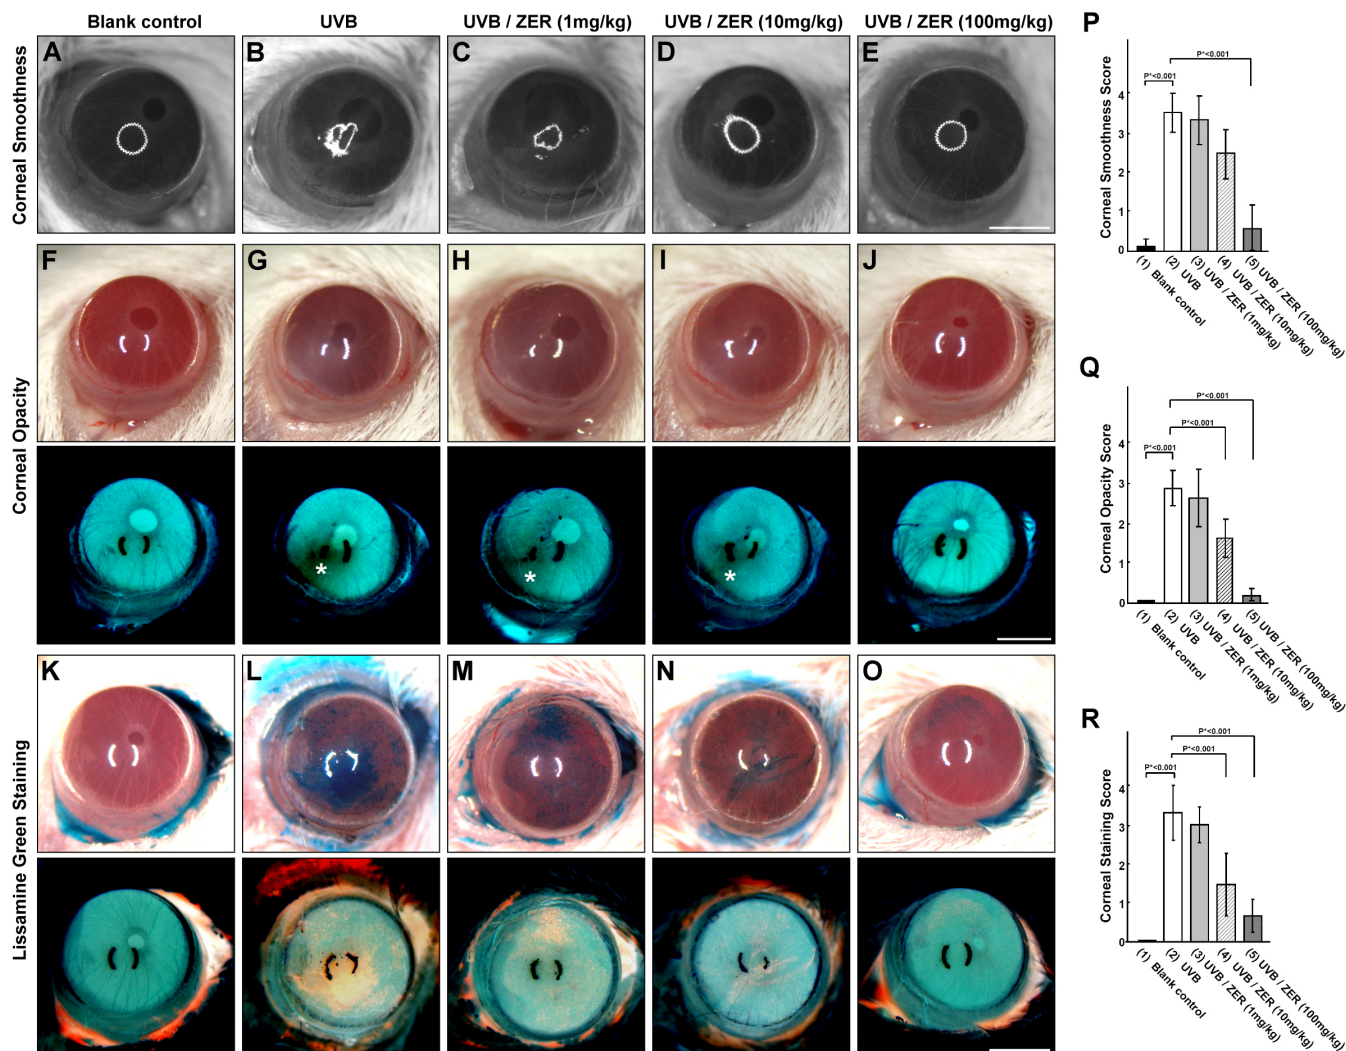 Blank control
UVB
UVB / ZER (1mg/kg)
UVB / ZER (10mg/kg)
UVB / ZER (100mg/kg)
Corneal Smoothness
A
B
C
D
E
Corneal Opacity
F
G
H
I
J
*
*
*
Lissamine Green Staining
K
L
M
N
O
P
Corneal Smoothness Score
P*<0.001
P*<0.001
4
3
2
1
0
(1) Blank control
(2) UVB
(3) UVB / ZER (1mg/kg)
(4) UVB / ZER (10mg/kg)
(5) UVB / ZER (100mg/kg)
Q
Corneal Opacity Score
P*<0.001
P*<0.001
P*<0.001
4
3
2
1
0
(1) Blank control
(2) UVB
(3) UVB / ZER (1mg/kg)
(4) UVB / ZER (10mg/kg)
(5) UVB / ZER (100mg/kg)
R
Corneal Staining Score
P*<0.001
P*<0.001
P*<0.001
4
3
2
1
0
(1) Blank control
(2) UVB
(3) UVB / ZER (1mg/kg)
(4) UVB / ZER (10mg/kg)
(5) UVB / ZER (100mg/kg)